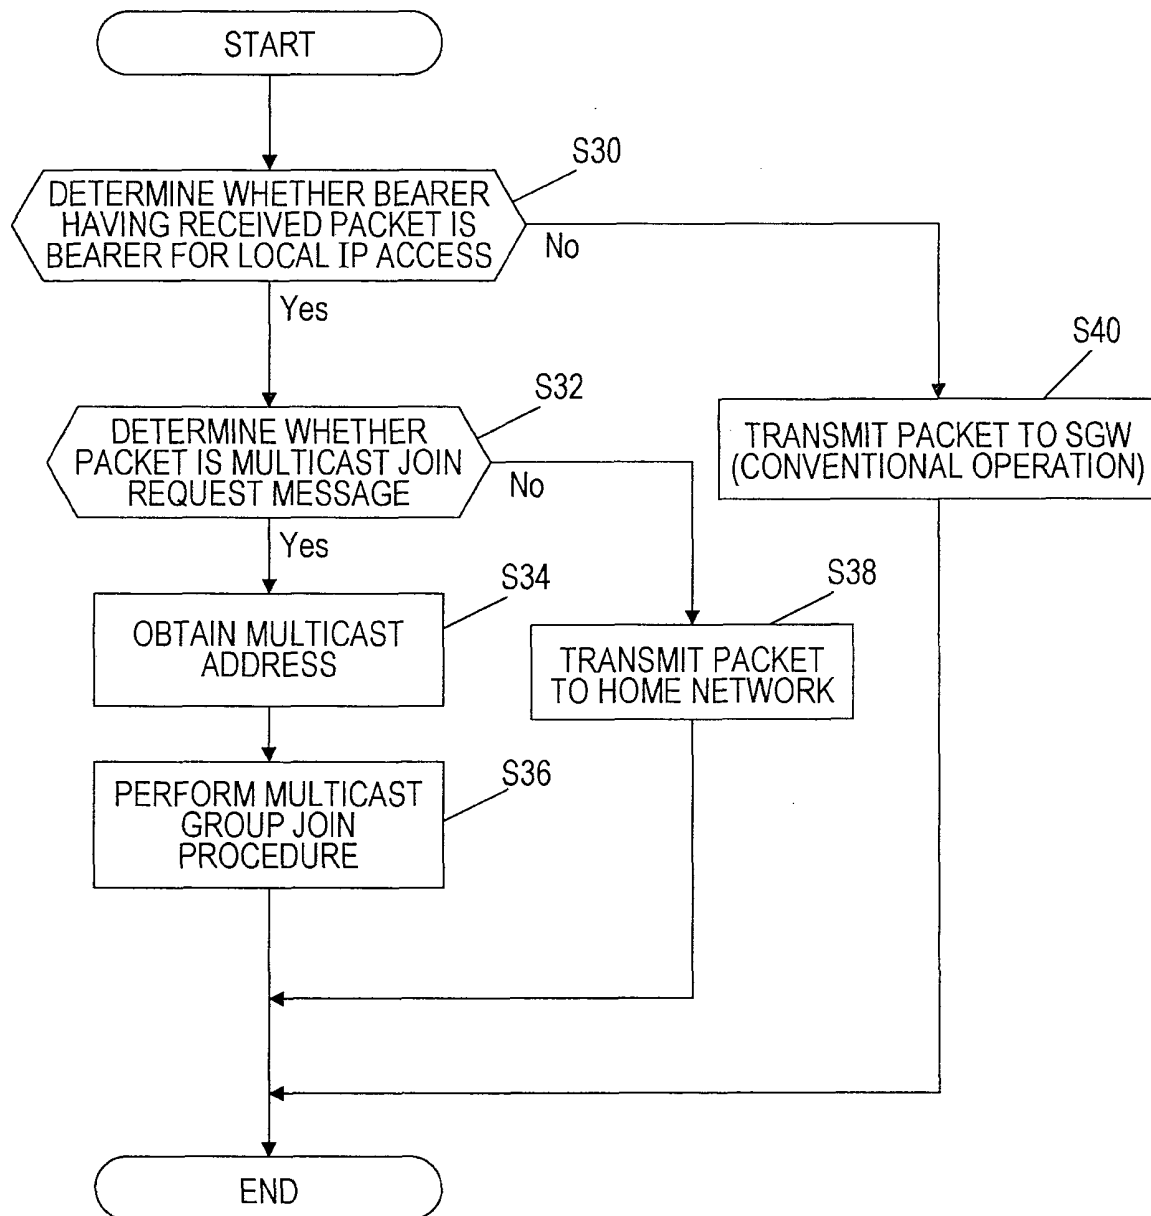 START
S30
DETERMINE WHETHER BEARER
HAVING RECEIVED PACKET IS
BEARER FOR LOCAL IP ACCESS
No
Yes
S40
TRANSMIT PACKET TO SGW
(CONVENTIONAL OPERATION)
S32
DETERMINE WHETHER
PACKET IS MULTICAST JOIN
REQUEST MESSAGE
No
Yes
S34
OBTAIN MULTICAST
ADDRESS
S38
TRANSMIT PACKET
TO HOME NETWORK
S36
PERFORM MULTICAST
GROUP JOIN
PROCEDURE
END